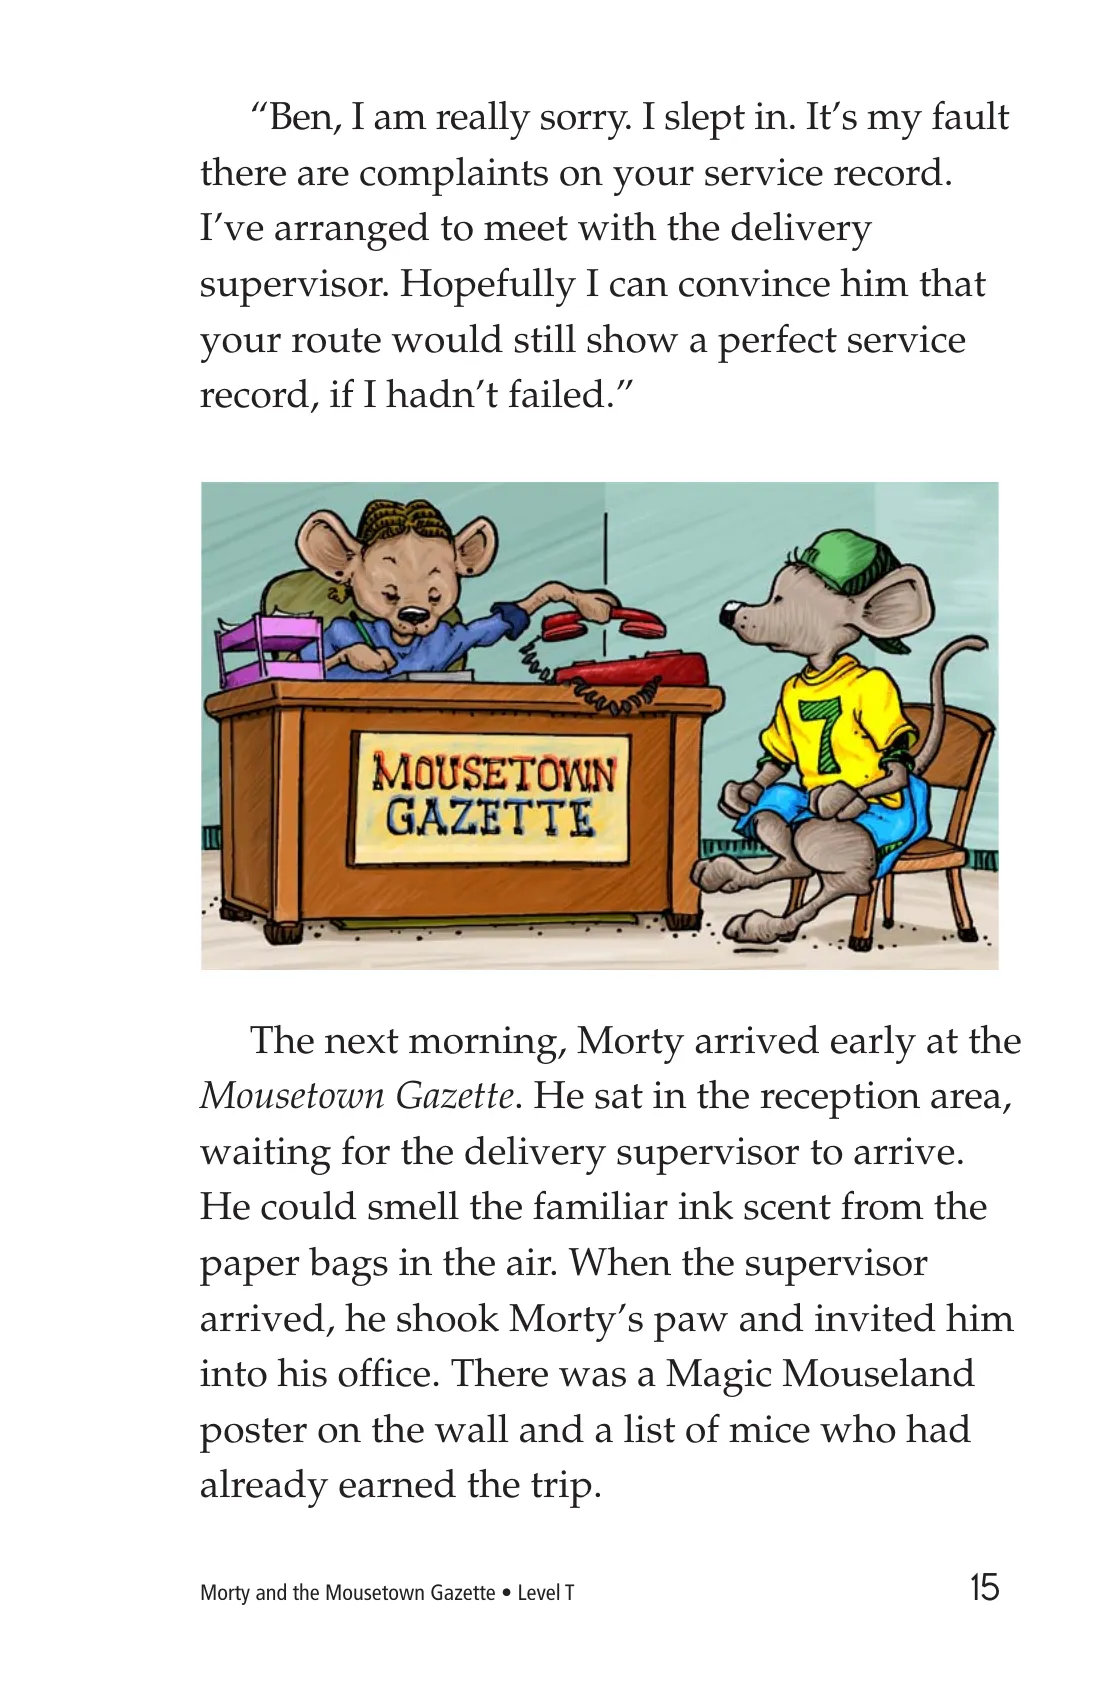 “Ben, I am really sorry. I slept in. It’s my fault
there are complaints on your service record.
I’ve arranged to meet with the delivery
supervisor. Hopefully I can convince him that
your route would still show a perfect service
record, if I hadn’t failed.”
MOUSETOWN
GAZETTE
7
The next morning, Morty arrived early at the
Mousetown Gazette. He sat in the reception area,
waiting for the delivery supervisor to arrive.
He could smell the familiar ink scent from the
paper bags in the air. When the supervisor
arrived, he shook Morty’s paw and invited him
into his office. There was a Magic Mouseland
poster on the wall and a list of mice who had
already earned the trip.
Morty and the Mousetown Gazette • Level T
15